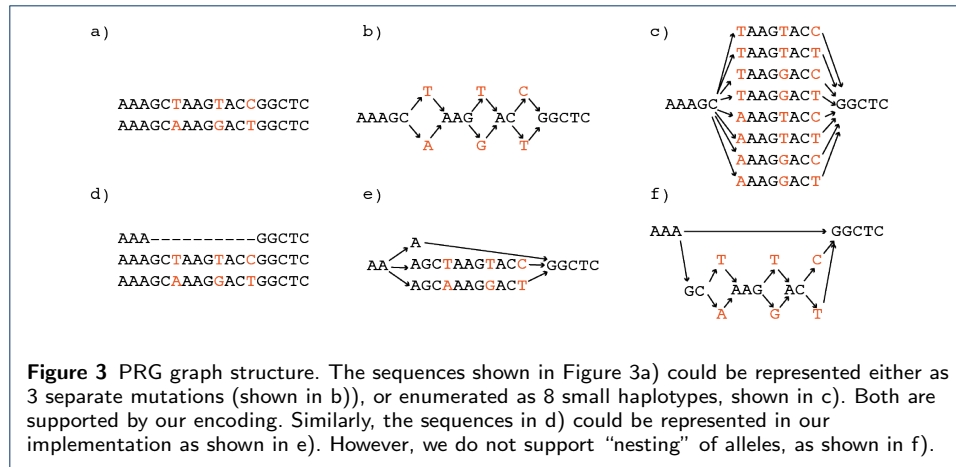 a)
AAAGCTAAGTACCGGCTC
AAAGCAAAGGACTGGCTC
b)
T T C
AAAGC AAG AC GGCTC
A G T
c)
TAAGTACC
TAAGTACT
TAAGGACC
AAAGC TAAGGACT GGCTC
AAAGTACC
AAAGTACT
AAAGGACC
AAAGGACT
d)
AAA----------GGCTC
AAAGCTAAGTACCGGCTC
AAAGCAAAGGACTGGCTC
e)
A
AA AGCTAAGTACC GGCTC
AGCAAAGGACT
f)
AAA GGCTC
T T C
GC AAG AC
A G T
Figure 3 PRG graph structure. The sequences shown in Figure 3a) could be represented either as
3 separate mutations (shown in b)), or enumerated as 8 small haplotypes, shown in c). Both are
supported by our encoding. Similarly, the sequences in d) could be represented in our
implementation as shown in e). However, we do not support “nesting” of alleles, as shown in f).